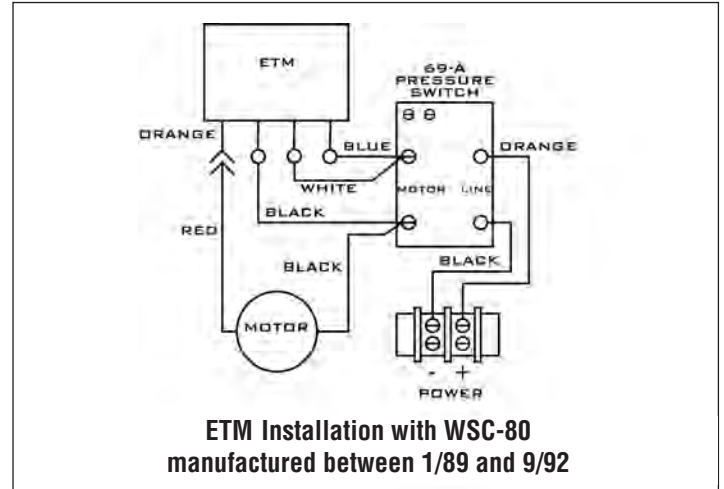 ETM
69-A
PRESSURE
SWITCH
ORANGE
BLUE
ORANGE
WHITE
MOTOR LINE
BLACK
RED
BLACK
BLACK
MOTOR
- +
POWER
ETM Installation with WSC-80
manufactured between 1/89 and 9/92